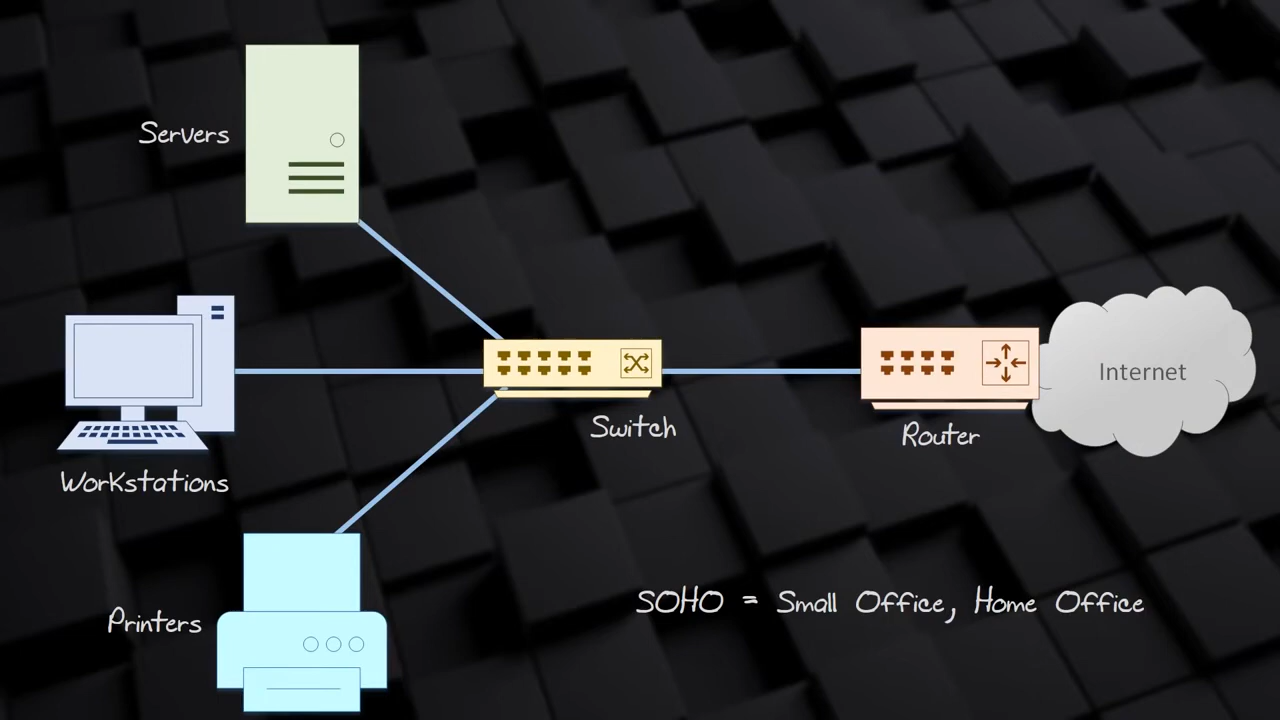 Servers
Switch
Internet
Router
Workstations
Printers
SOHO = Small Office, Home Office